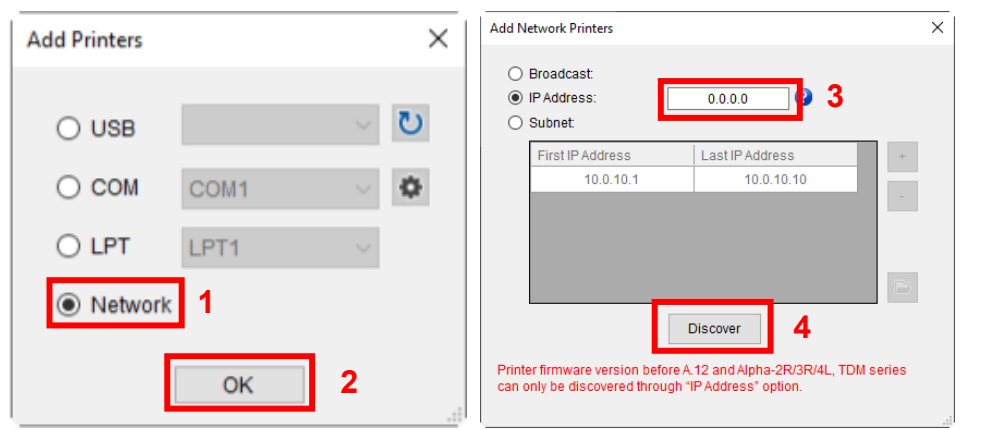 Add Printers
USB
COM
COM1
LPT
LPT1
Network
1
OK
2
Add Network Printers
Broadcast:
IP Address:
0.0.0.0
?
3
Subnet:
First IP Address
Last IP Address
10.0.10.1
10.0.10.10
+
-
Discover
4
Printer firmware version before A.12 and Alpha-2R/3R/4L, TDM series
can only be discovered through "IP Address" option.